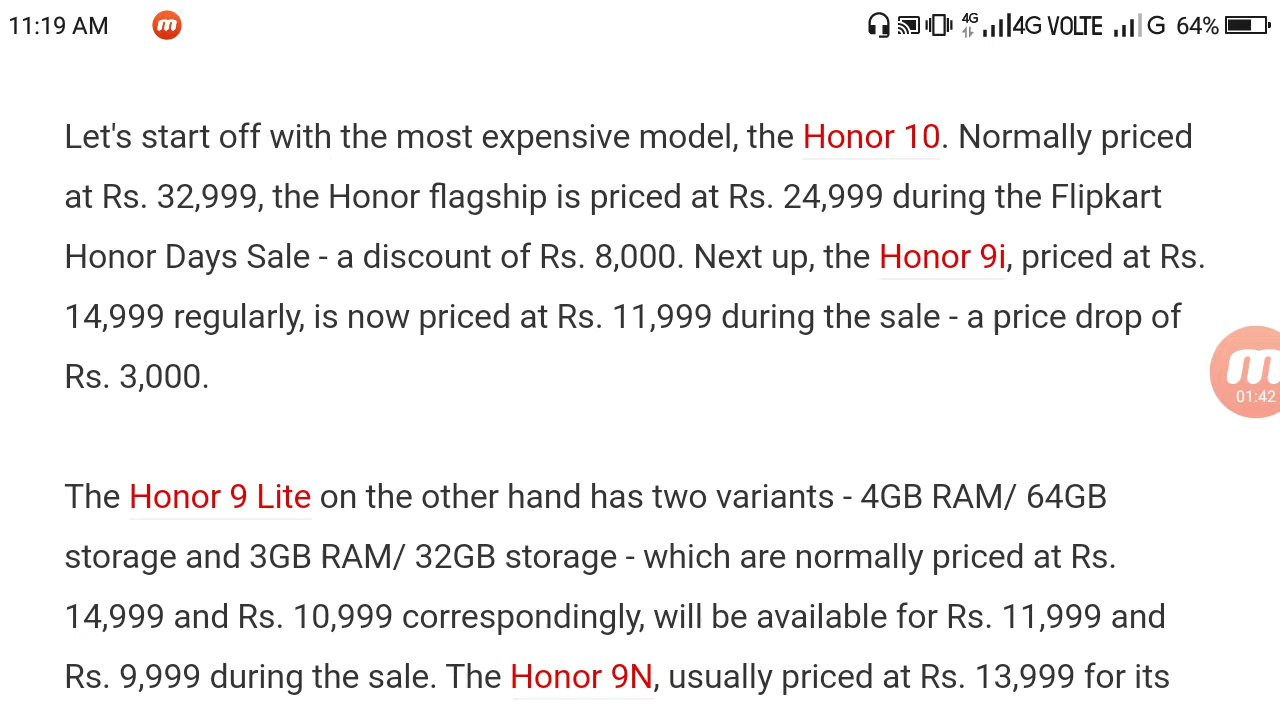 11:19 AM m 4G 4G VOLTE G 64%
Let's start off with the most expensive model, the Honor 10. Normally priced
at Rs. 32,999, the Honor flagship is priced at Rs. 24,999 during the Flipkart
Honor Days Sale - a discount of Rs. 8,000. Next up, the Honor 9i, priced at Rs.
14,999 regularly, is now priced at Rs. 11,999 during the sale - a price drop of
Rs. 3,000.
m
01:42
The Honor 9 Lite on the other hand has two variants - 4GB RAM/ 64GB
storage and 3GB RAM/ 32GB storage - which are normally priced at Rs.
14,999 and Rs. 10,999 correspondingly, will be available for Rs. 11,999 and
Rs. 9,999 during the sale. The Honor 9N, usually priced at Rs. 13,999 for its